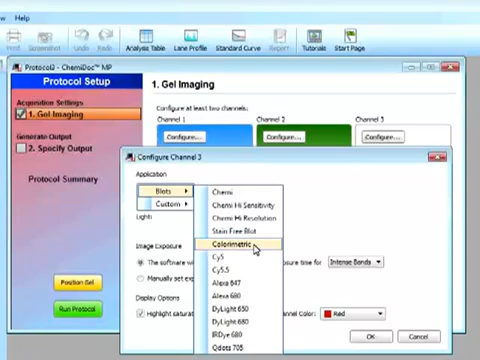 Help
Print Screenshot Undo Redo Analysis Table Lane Profile Standard Curve Report Tutorials Start Page
Protocol2 - ChemiDoc™ MP
Protocol Setup
Acquisition Settings
1. Gel Imaging
Generate Output
2. Specify Output
Protocol Summary
Position Gel
Run Protocol
1. Gel Imaging
Configure at least two channels.
Channel 1 Channel 2 Channel 3
Configure... Configure... Configure...
Configure Channel 3
Application
Blots
Custom
Chemi
Chemi Hi Sensitivity
Chemi Hi Resolution
Stain Free Blot
Colorimetric
Cy5
Cy5.5
Alexa 647
Alexa 680
DyLight 650
DyLight 680
IRDye 680
Qdots 705
Light
Image Exposure
The software w
osure time for Intense Bands
Manually set ex
Display Options
Highlight satura
annel Color: Red
OK Cancel